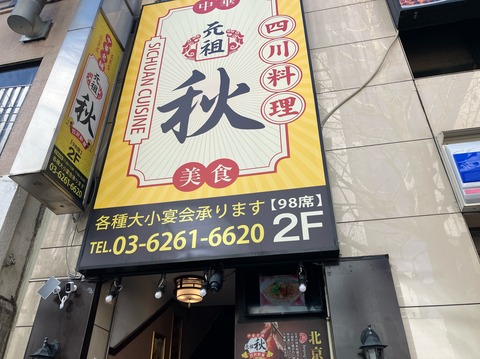 中華
元祖
秋
四川料理
SICHUAN CUISINE
美食
各種大小宴会承ります【98席】
TEL.03-6261-6620 2F
元祖
秋
2F
03-6261-6620
秋
北京